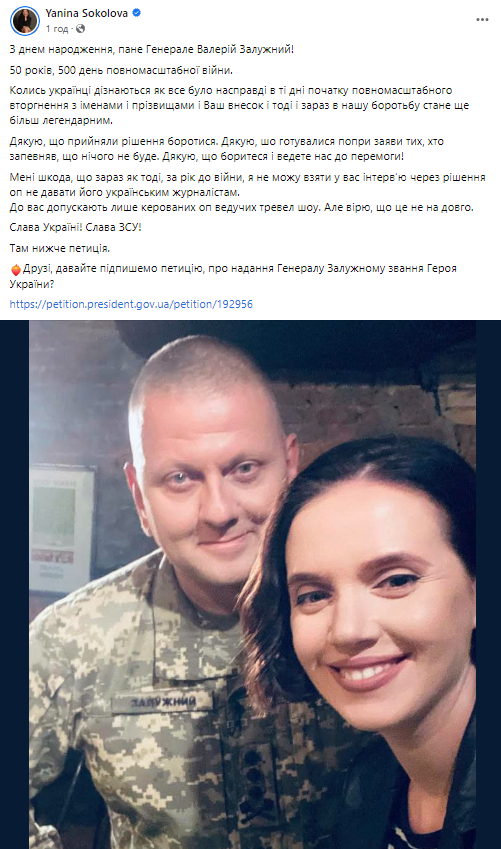 Yanina Sokolova
1 год ·
З днем народження, пане Генерале Валерій Залужний!
50 років, 500 день повномасштабної війни.
Колись українці дізнаються як все було насправді в ті дні початку повномасштабного
вторгнення з іменами і прізвищами і Ваш внесок і тоді і зараз в нашу боротьбу стане ще
більш легендарним.
Дякую, що прийняли рішення боротися. Дякую, шо готувалися попри заяви тих, хто
запевняв, що нічого не буде. Дякую, що боритеся і ведете нас до перемоги!
Мені шкода, що зараз як тоді, за рік до війни, я не можу взяти у вас інтерв'ю через рішення
оп не давати його українським журналістам.
До вас допускають лише керованих оп ведучих тревел шоу. Але вірю, що це не на довго.
Слава Україні! Слава ЗСУ!
Там нижче петиція.
Друзі, давайте підпишемо петицію, про надання Генералу Залужному звання Героя
України?
https://petition.president.gov.ua/petition/192956
ЗАЛУЖНИЙ